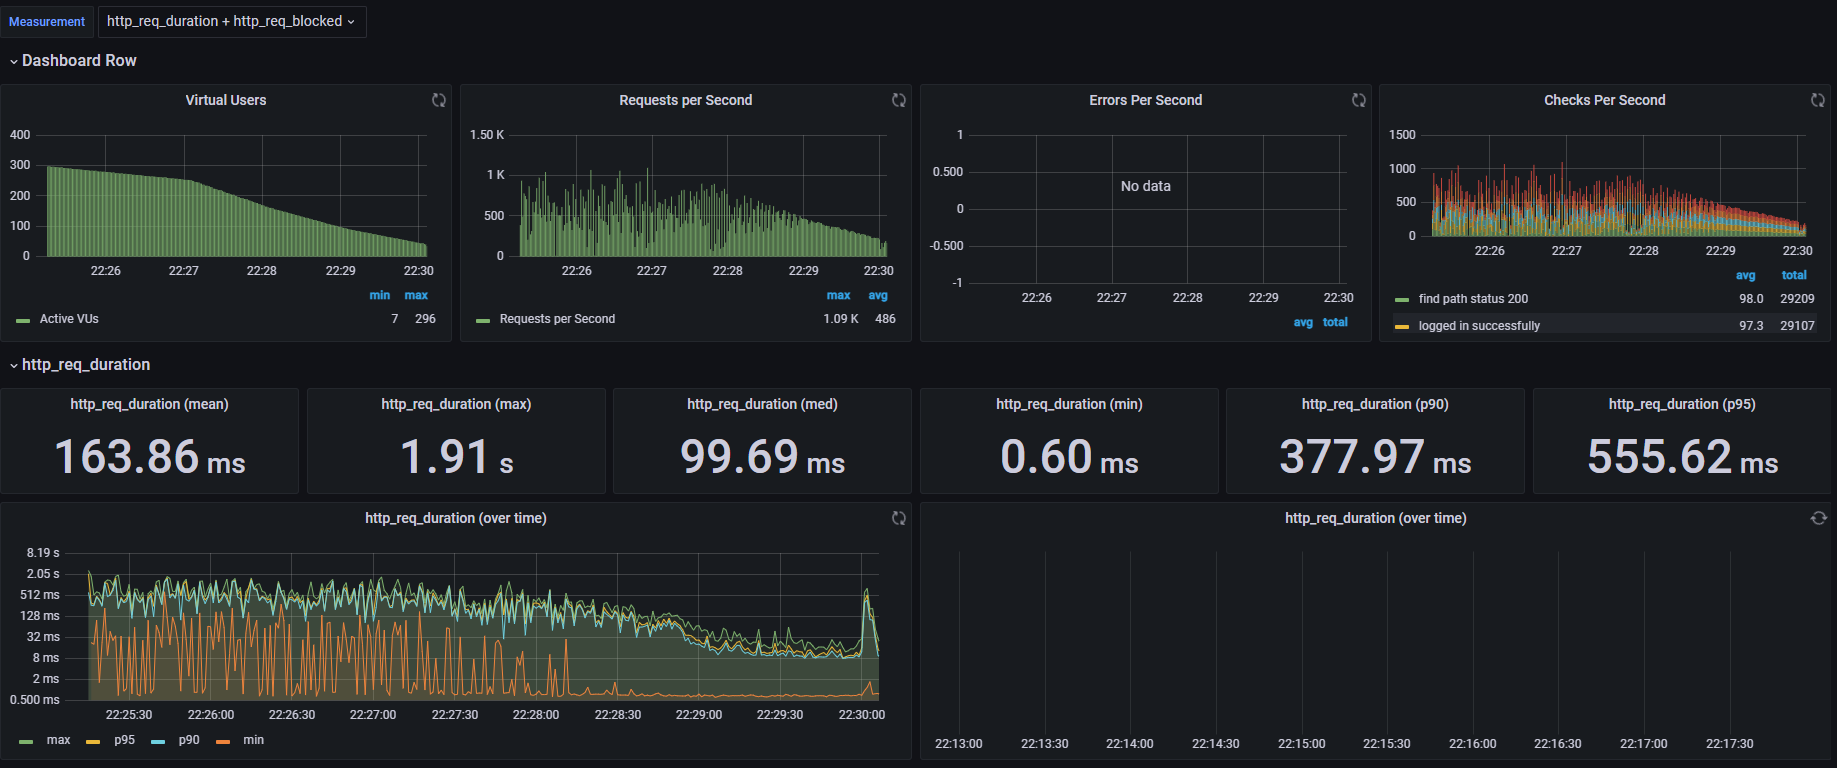 Measurement http_req_duration + http_req_blocked
Dashboard Row
Virtual Users
400
300
200
100
0
22:26 22:27 22:28 22:29 22:30
min max
Active VUs 7 296
Requests per Second
1.50 K
1 K
500
0
22:26 22:27 22:28 22:29 22:30
max avg
Requests per Second 1.09 K 486
Errors Per Second
1
0.500
0
-0.500
-1
No data
22:26 22:27 22:28 22:29 22:30
avg total
Checks Per Second
1500
1000
500
0
22:26 22:27 22:28 22:29 22:30
avg total
find path status 200 98.0 29209
logged in successfully 97.3 29107
http_req_duration
http_req_duration (mean)
163.86 ms
http_req_duration (max)
1.91 s
http_req_duration (med)
99.69 ms
http_req_duration (min)
0.60 ms
http_req_duration (p90)
377.97 ms
http_req_duration (p95)
555.62 ms
http_req_duration (over time)
8.19 s
2.05 s
512 ms
128 ms
32 ms
8 ms
2 ms
0.500 ms
22:25:30 22:26:00 22:26:30 22:27:00 22:27:30 22:28:00 22:28:30 22:29:00 22:29:30 22:30:00
max p95 p90 min
http_req_duration (over time)
22:13:00 22:13:30 22:14:00 22:14:30 22:15:00 22:15:30 22:16:00 22:16:30 22:17:00 22:17:30